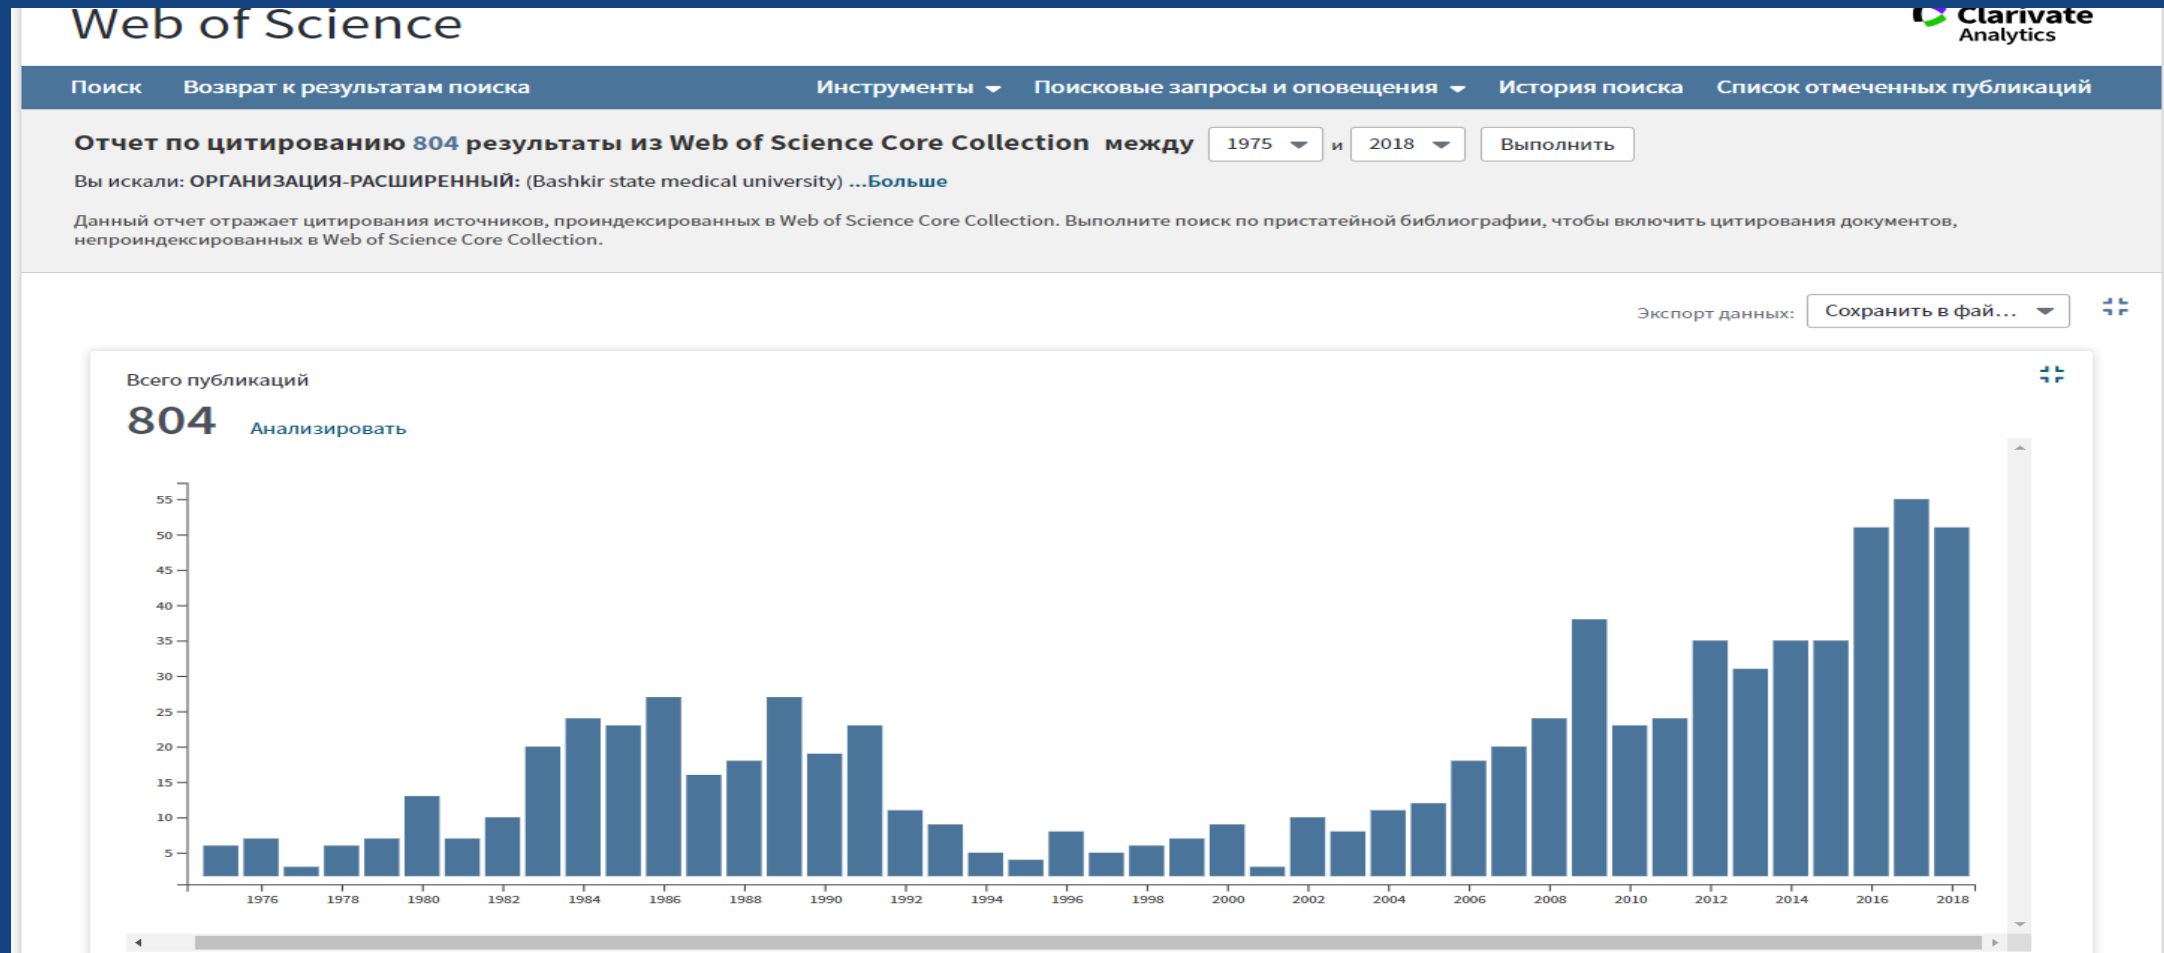 Web of Science
Clarivate
Analytics
Поиск Возврат к результатам поиска Инструменты Поисковые запросы и оповещения История поиска Список отмеченных публикаций
Отчет по цитированию 804 результаты из Web of Science Core Collection между 1975 и 2018 Выполнить
Вы искали: ОРГАНИЗАЦИЯ-РАСШИРЕННЫЙ: (Bashkir state medical university) ...Больше
Данный отчет отражает цитирования источников, проиндексированных в Web of Science Core Collection. Выполните поиск по пристатейной библиографии, чтобы включить цитирования документов,
непроиндексированных в Web of Science Core Collection.
Экспорт данных: Сохранить в фай...
Всего публикаций
804 Анализировать
55
50
45
40
35
30
25
20
15
10
5
1976 1978 1980 1982 1984 1986 1988 1990 1992 1994 1996 1998 2000 2002 2004 2006 2008 2010 2012 2014 2016 2018